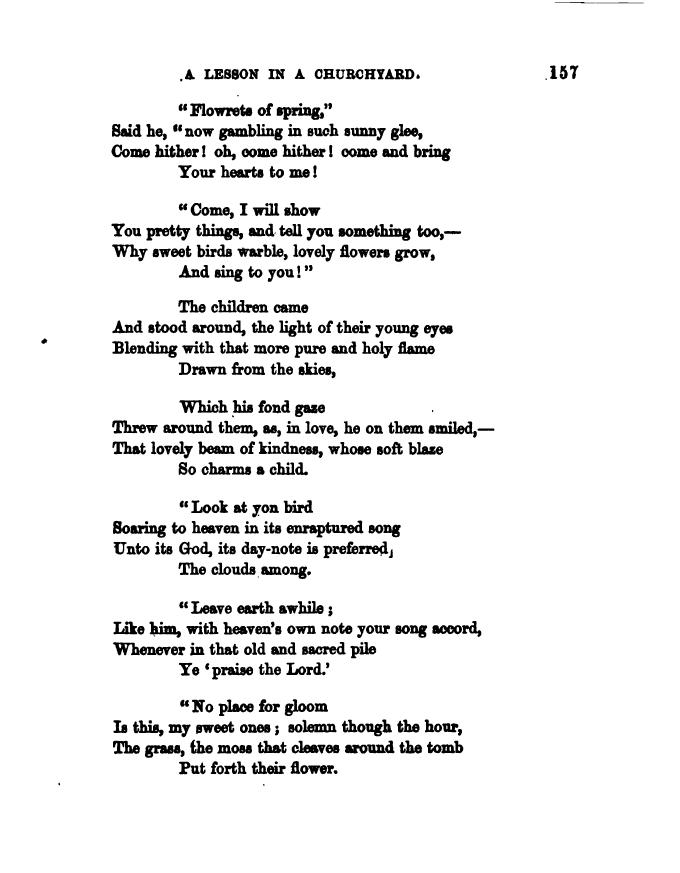 A LESSON IN A CHURCHYARD. 157
"Flowrets of spring,"
Said he, "now gambling in such sunny glee,
Come hither! oh, come hither! come and bring
Your hearts to me!
"Come, I will show
You pretty things, and tell you something too,—
Why sweet birds warble, lovely flowers grow,
And sing to you!"
The children came
And stood around, the light of their young eyes
Blending with that more pure and holy flame
Drawn from the skies,
Which his fond gaze
Threw around them, as, in love, he on them smiled,—
That lovely beam of kindness, whose soft blaze
So charms a child.
"Look at yon bird
Soaring to heaven in its enraptured song
Unto its God, its day-note is preferred,
The clouds among.
"Leave earth awhile;
Like him, with heaven's own note your song accord,
Whenever in that old and sacred pile
Ye 'praise the Lord.'
"No place for gloom
Is this, my sweet ones; solemn though the hour,
The grass, the moss that cleaves around the tomb
Put forth their flower.